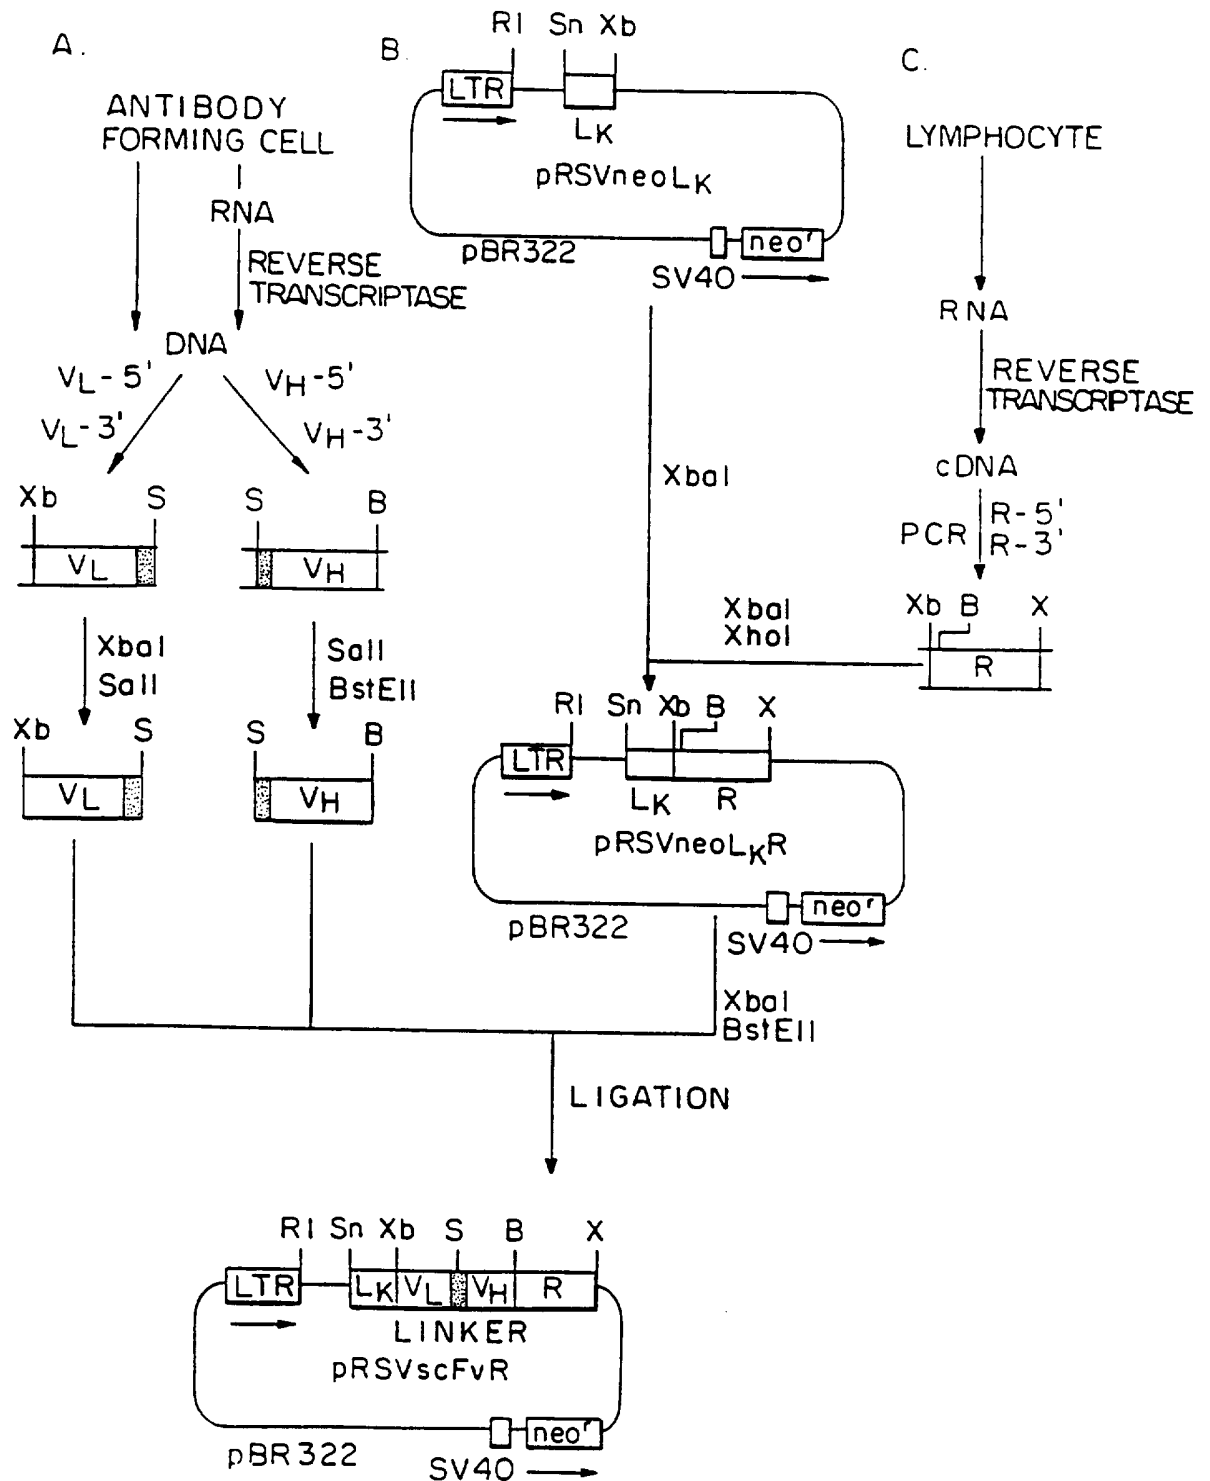 A.
ANTIBODY
FORMING CELL
RNA
REVERSE
TRANSCRIPTASE
DNA
VL-5'
VL-3'
VH-5'
VH-3'
Xb S
VL
S B
VH
XbaI
SalI
SalI
BstEII
Xb S
VL
S B
VH
B.
RI Sn Xb
LTR
LK
pRSVneoLK
pBR322
neor
SV40
XbaI
C.
LYMPHOCYTE
RNA
REVERSE
TRANSCRIPTASE
cDNA
PCR
R-5'
R-3'
Xb B X
R
XbaI
XhoI
RI Sn Xb B X
LTR
LK R
pRSVneoLKR
pBR322
neor
SV40
XbaI
BstEII
LIGATION
RI Sn Xb S B X
LTR LK VL VH R
LINKER
pRSVscFvR
pBR322
neor
SV40